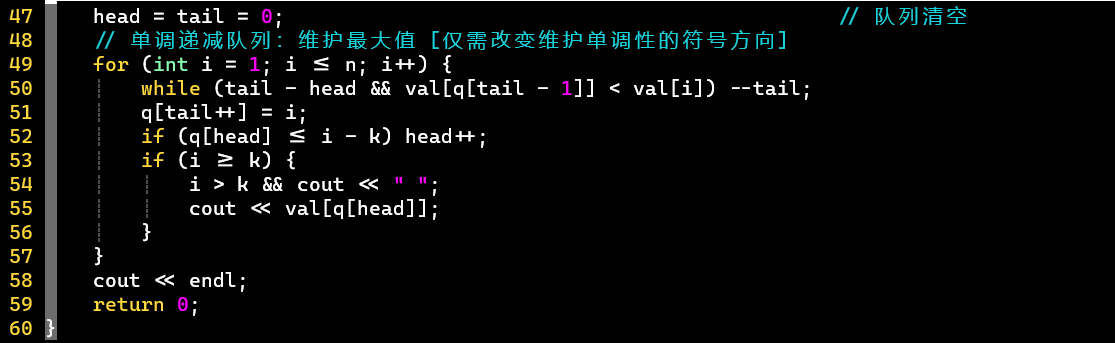 47 head = tail = 0; // 队列清空
48 // 单调递减队列：维护最大值 [仅需改变维护单调性的符号方向]
49 for (int i = 1; i ≤ n; i++) {
50 while (tail - head && val[q[tail - 1]] < val[i]) --tail;
51 q[tail++] = i;
52 if (q[head] ≤ i - k) head++;
53 if (i ≥ k) {
54 i > k && cout << " ";
55 cout << val[q[head]];
56 }
57 }
58 cout << endl;
59 return 0;
60 }